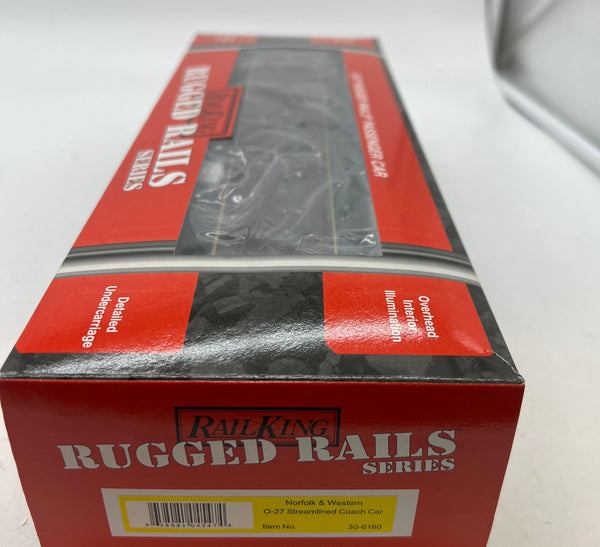 RAILKING
RUGGED RAILS
SERIES
PASSENGER CAR
Detailed
Undercarriage
Overhead
Interior
Illumination
RAILKING
RUGGED RAILS
SERIES
Norfolk & Western
O-27 Streamlined Coach Car
Item No. 30-6160